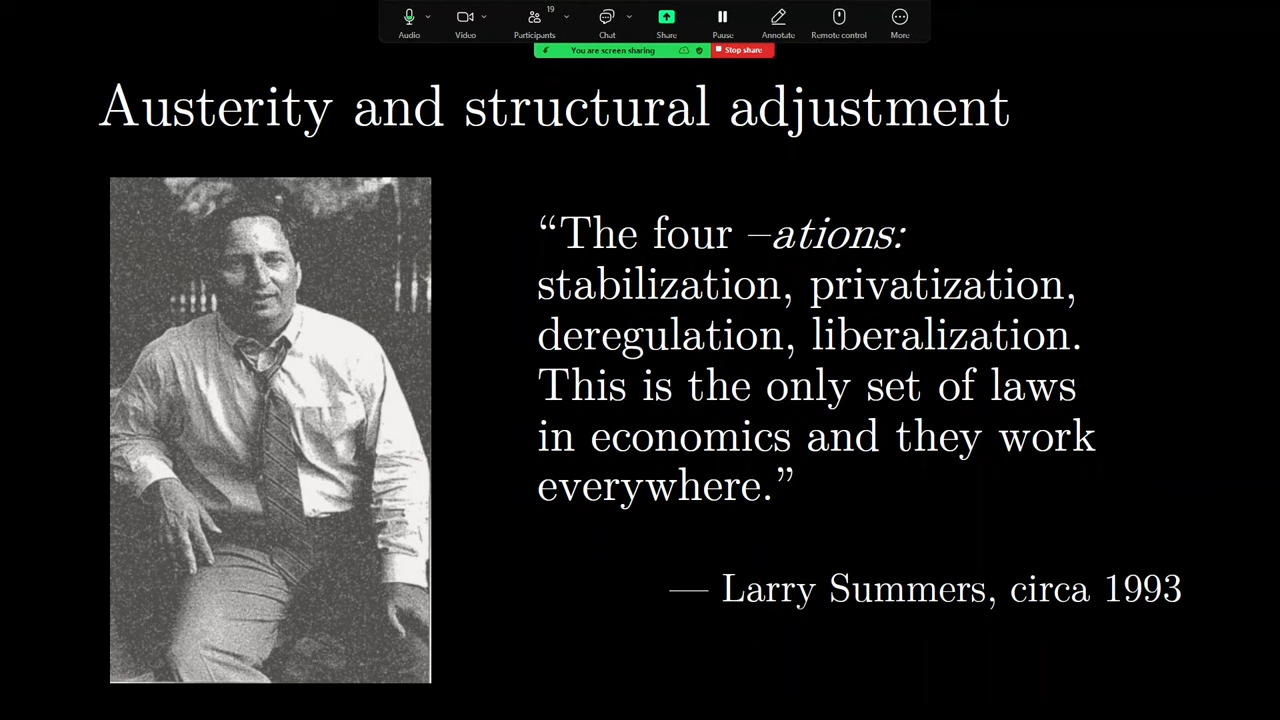 19
Audio
Video
Participants
Chat
Share
Pause
Annotate
Remote control
More
You are screen sharing
Stop share
Austerity and structural adjustment
“The four –ations:
stabilization, privatization,
deregulation, liberalization.
This is the only set of laws
in economics and they work
everywhere.”
— Larry Summers, circa 1993